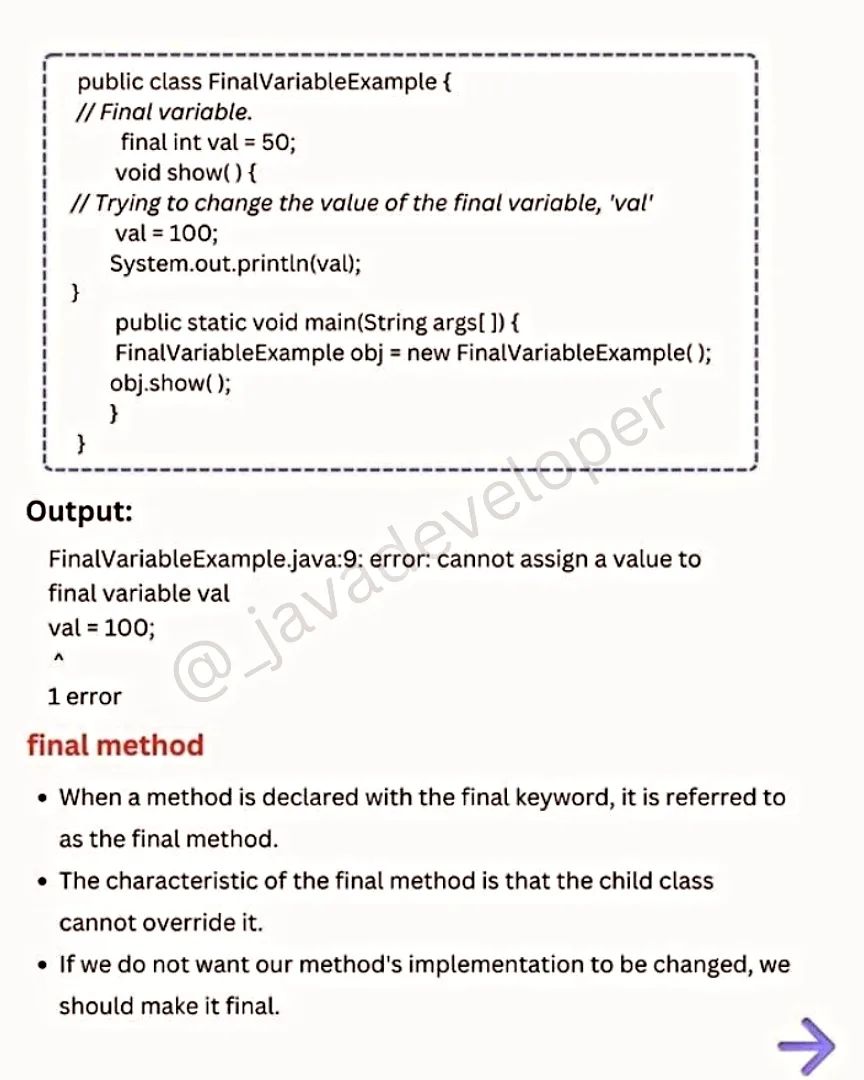 public class FinalVariableExample {
// Final variable.
final int val = 50;
void show( ) {
// Trying to change the value of the final variable, 'val'
val = 100;
System.out.println(val);
}
public static void main(String args[ ]) {
FinalVariableExample obj = new FinalVariableExample( );
obj.show( );
}
}
Output:
FinalVariableExample.java:9: error: cannot assign a value to
final variable val
val = 100;
^
1 error
@_javadeveloper
final method
• When a method is declared with the final keyword, it is referred to
as the final method.
• The characteristic of the final method is that the child class
cannot override it.
• If we do not want our method's implementation to be changed, we
should make it final.